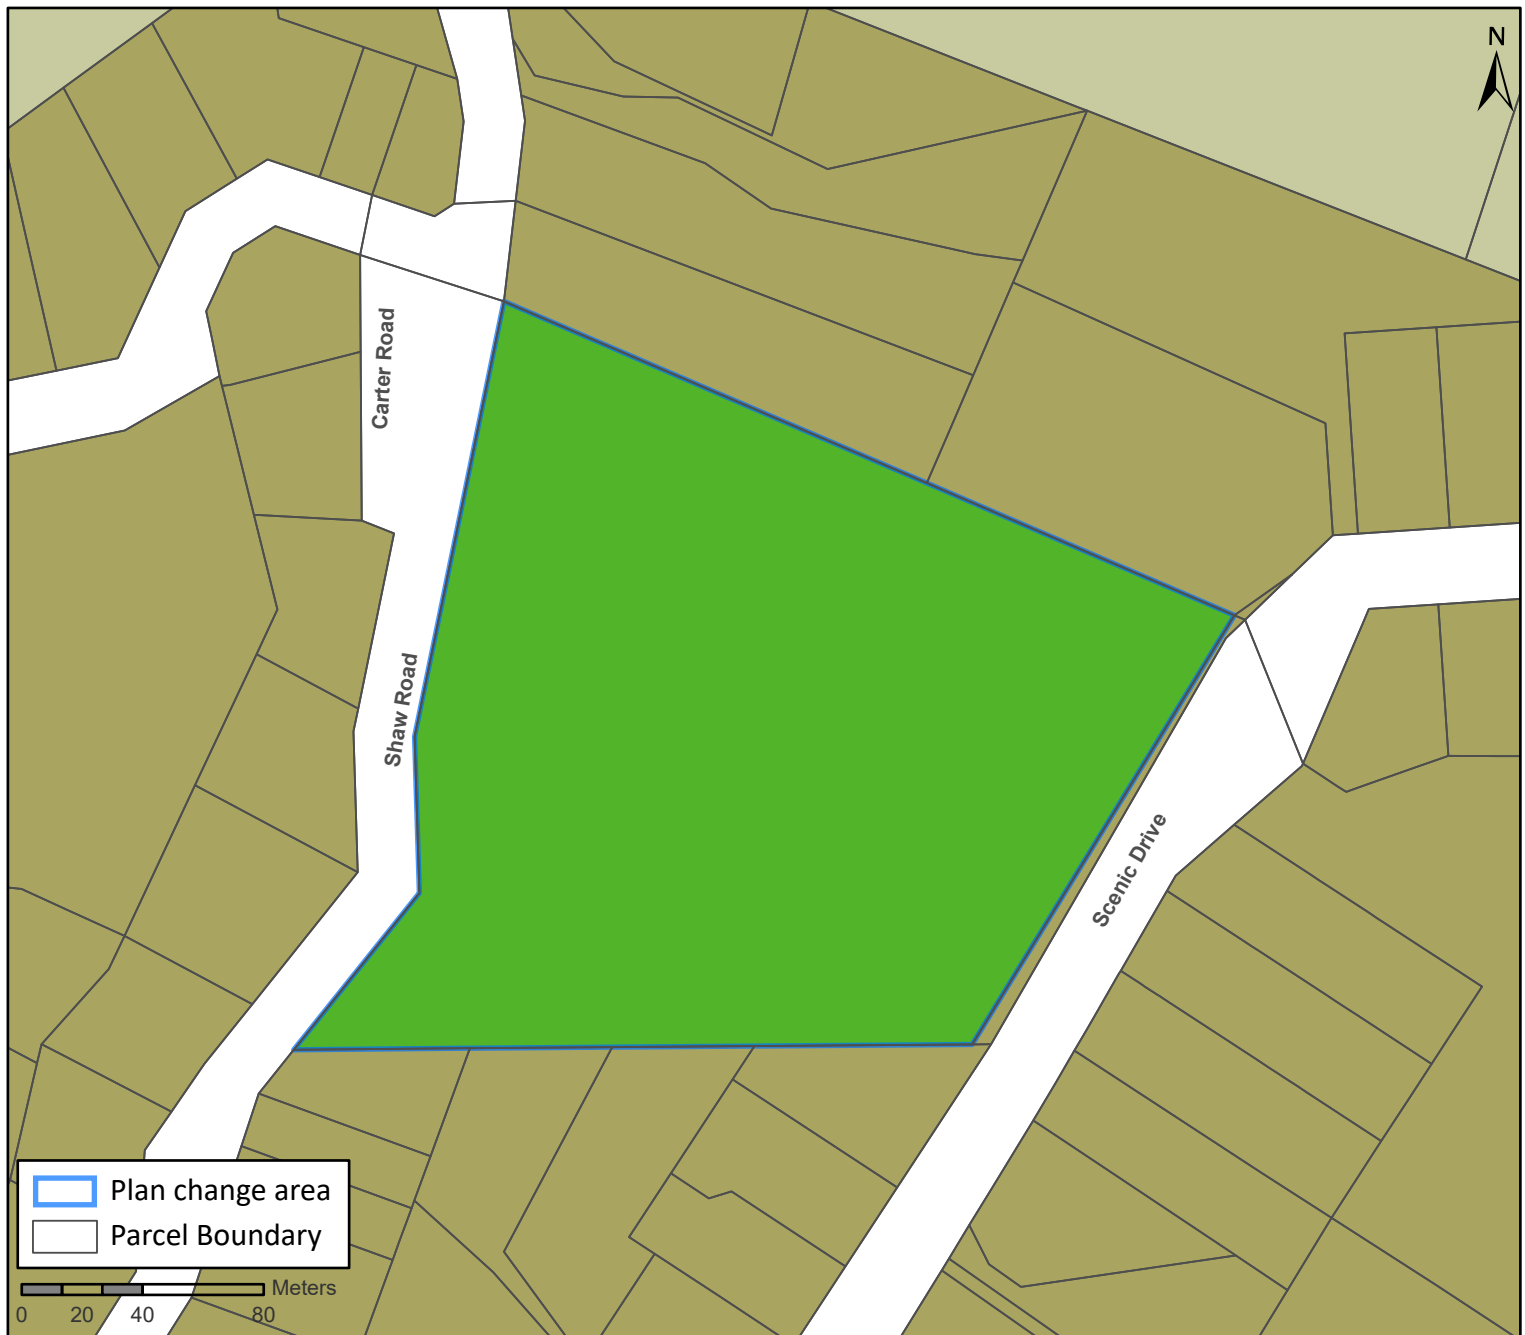 N
Carter Road
Shaw Road
Scenic Drive
Plan change area
Parcel Boundary
Meters
0 20 40 80